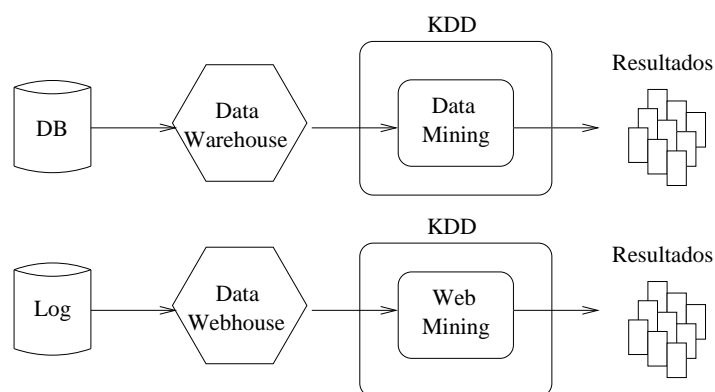 KDD
Resultados
DB
Data
Warehouse
Data
Mining
KDD
Resultados
Log
Data
Webhouse
Web
Mining